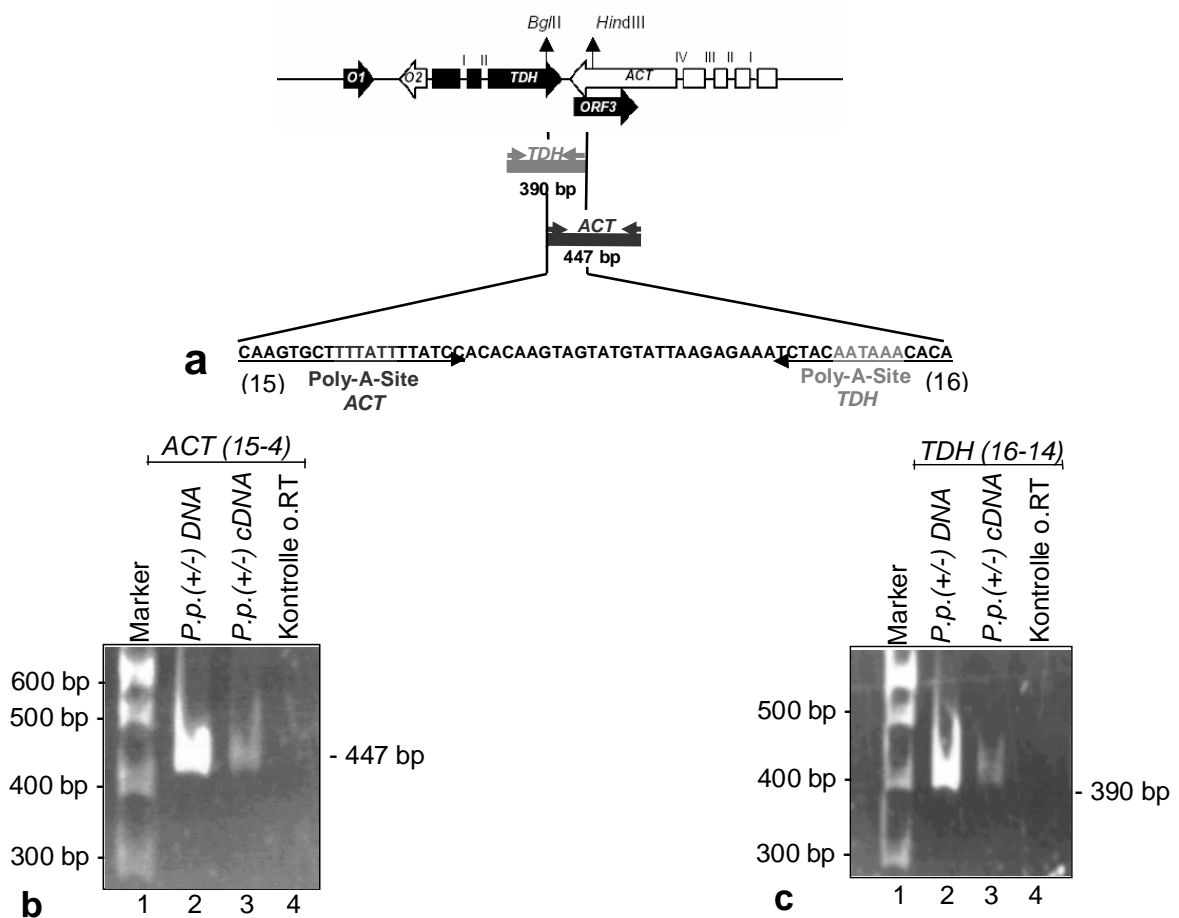 BglII HindIII
I II IV III II I
O1 O2 TDH ACT
ORF3
TDH
390 bp
ACT
447 bp
a
CAAGTGCTTTTATTTTATCCACACAAGTAGTATGTATTAAGAGAAATCTACAATAAACACA
(15) Poly-A-Site ACT
Poly-A-Site TDH (16)
ACT (15-4)
Marker
P.p.(+/-) DNA
P.p.(+/-) cDNA
Kontrolle o.RT
600 bp
500 bp
400 bp
300 bp
- 447 bp
b
1 2 3 4
TDH (16-14)
Marker
P.p.(+/-) DNA
P.p.(+/-) cDNA
Kontrolle o.RT
500 bp
400 bp
300 bp
- 390 bp
c
1 2 3 4